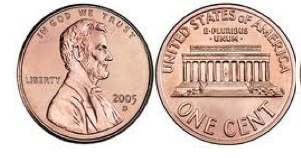 IN GOD WE TRUST
LIBERTY
2005
D
UNITED STATES OF AMERICA
E·PLURIBUS
·UNUM·
ONE CENT